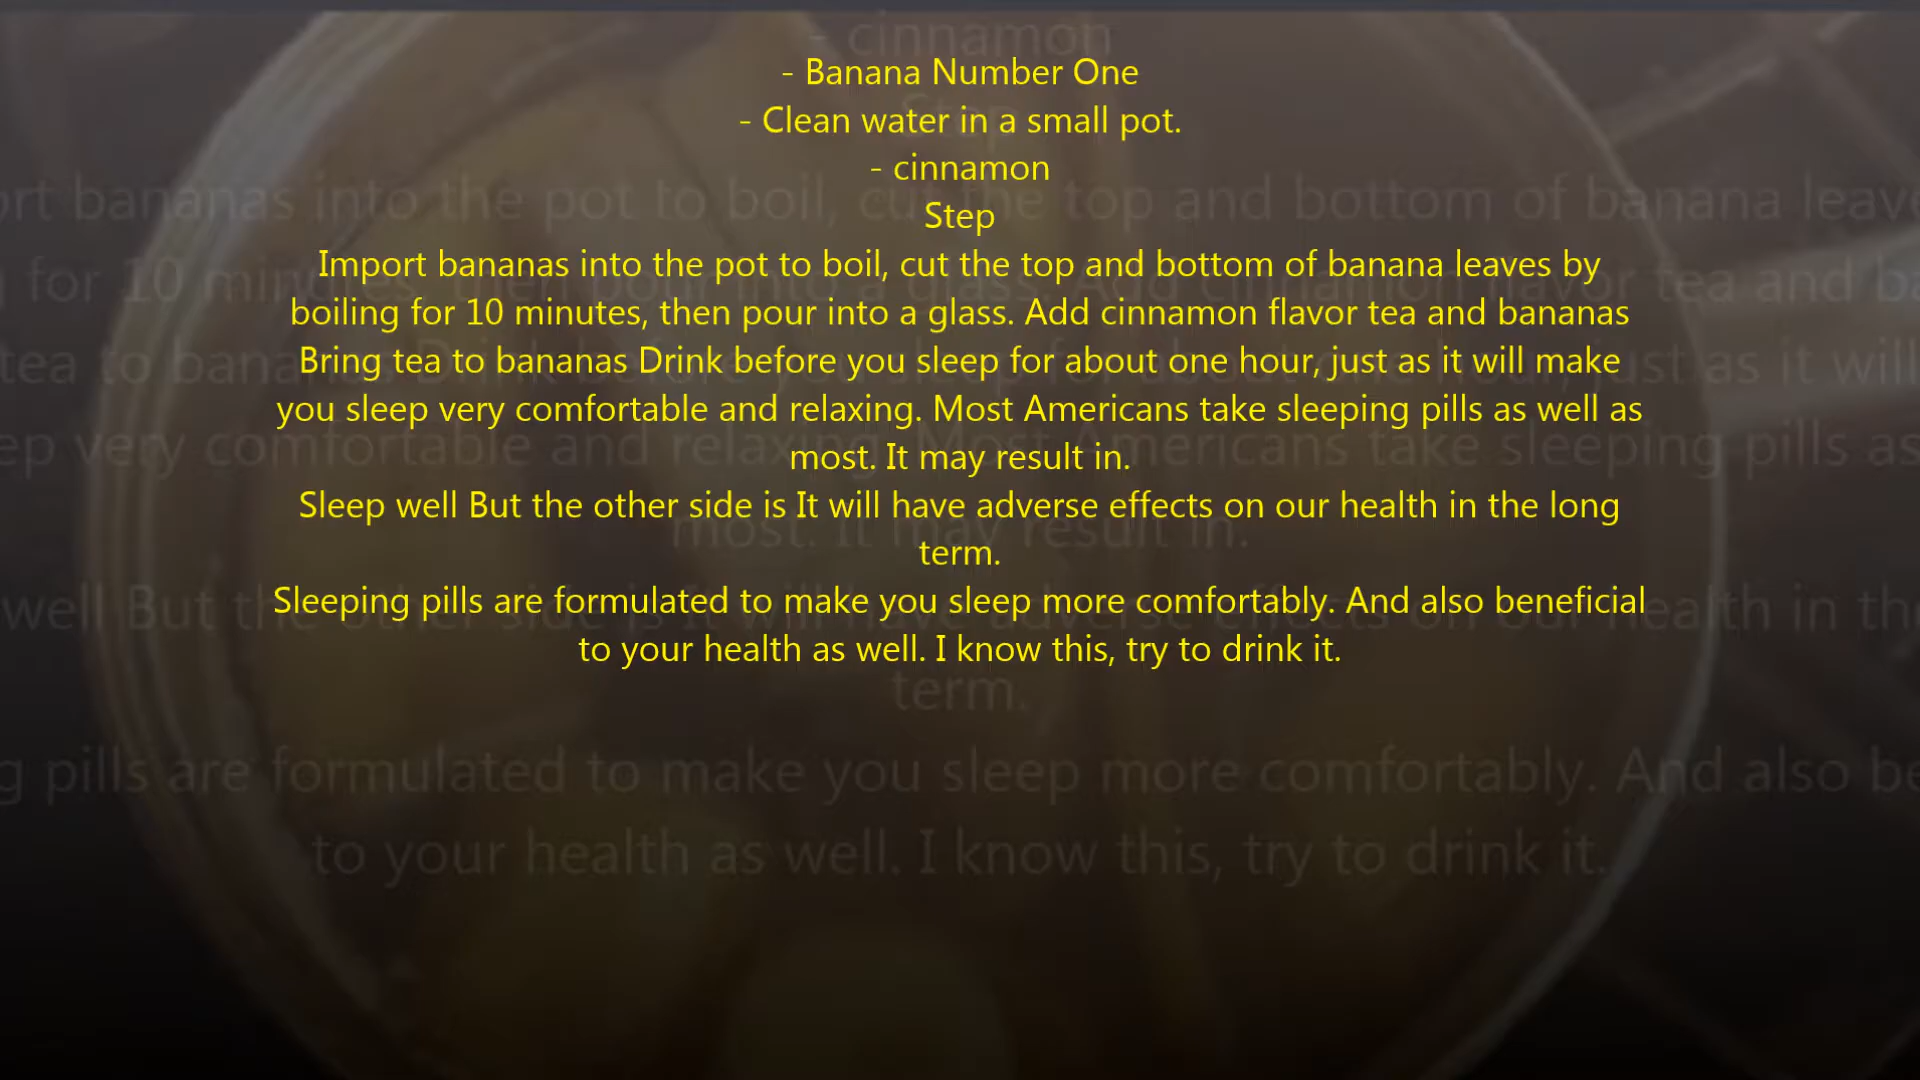 - Banana Number One
- Clean water in a small pot.
- cinnamon
Step
Import bananas into the pot to boil, cut the top and bottom of banana leaves by
boiling for 10 minutes, then pour into a glass. Add cinnamon flavor tea and bananas
Bring tea to bananas Drink before you sleep for about one hour, just as it will make
you sleep very comfortable and relaxing. Most Americans take sleeping pills as well as
most. It may result in.
Sleep well But the other side is It will have adverse effects on our health in the long
term.
Sleeping pills are formulated to make you sleep more comfortably. And also beneficial
to your health as well. I know this, try to drink it.